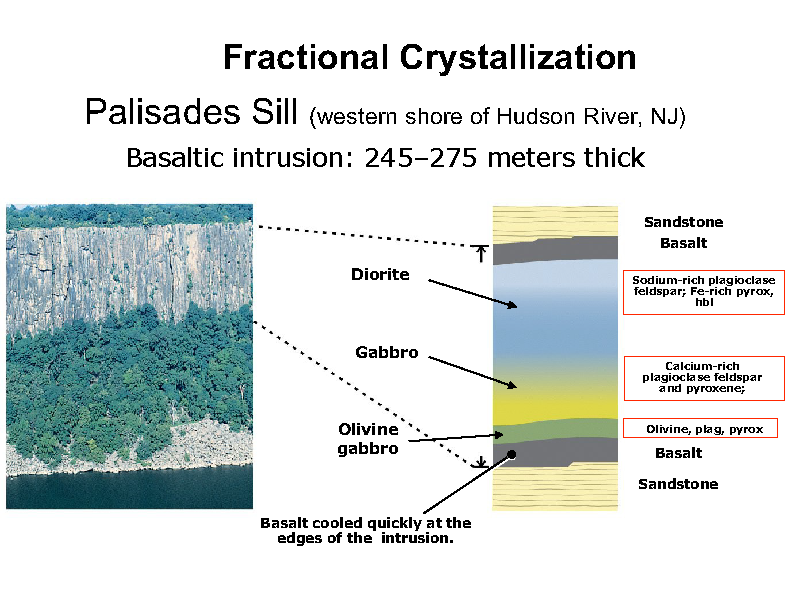 Fractional Crystallization
Palisades Sill (western shore of Hudson River, NJ)
Basaltic intrusion: 245–275 meters thick
Sandstone
Basalt
Diorite
Sodium-rich plagioclase
feldspar; Fe-rich pyrox,
hbl
Gabbro
Calcium-rich
plagioclase feldspar
and pyroxene;
Olivine
gabbro
Olivine, plag, pyrox
Basalt
Sandstone
Basalt cooled quickly at the
edges of the intrusion.